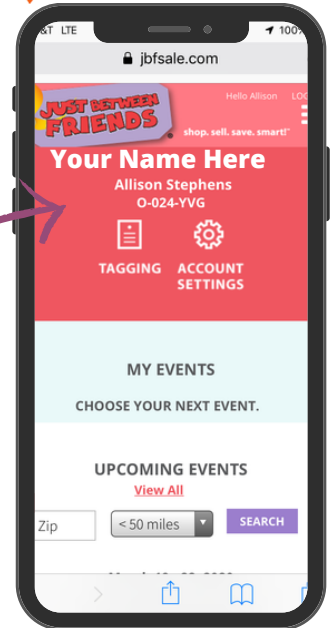 &T LTE
100%
jbfsale.com
Hello Allison
JUST BETWEEN
FRIENDS
shop. sell. save. smart!
Your Name Here
Allison Stephens
O-024-YVG
TAGGING ACCOUNT
SETTINGS
MY EVENTS
CHOOSE YOUR NEXT EVENT.
UPCOMING EVENTS
View All
Zip
< 50 miles
SEARCH